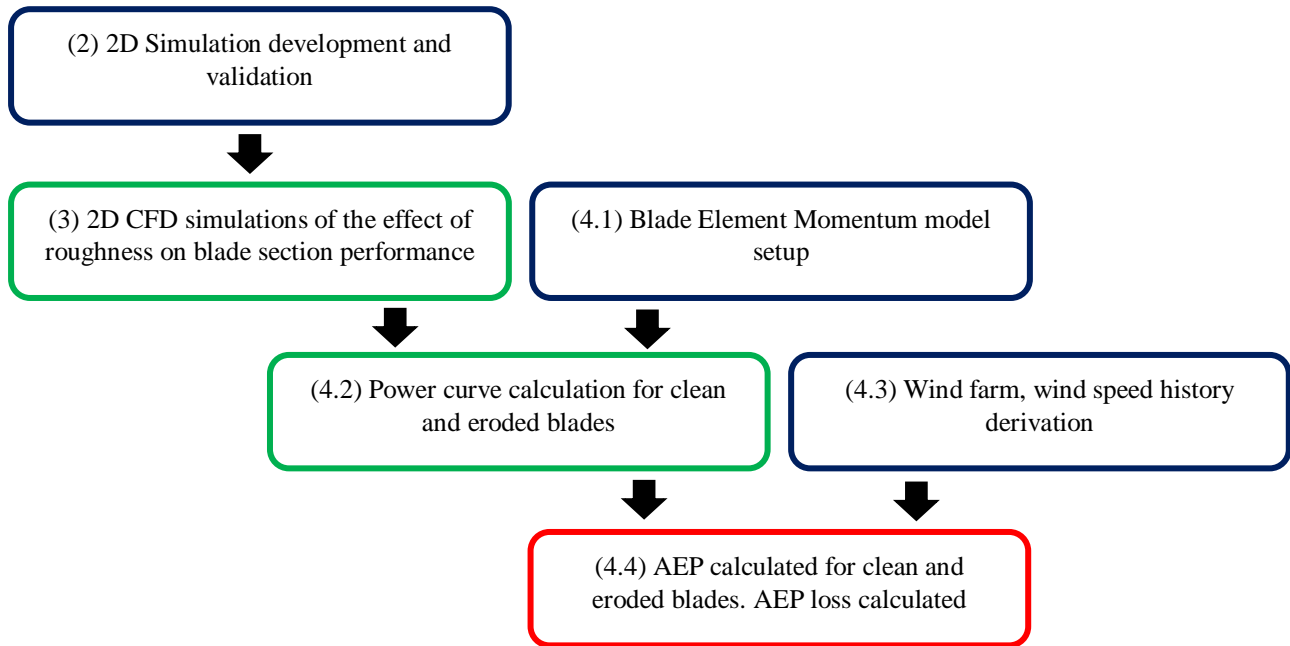 (2) 2D Simulation development and
validation
(3) 2D CFD simulations of the effect of
roughness on blade section performance
(4.1) Blade Element Momentum model
setup
(4.2) Power curve calculation for clean
and eroded blades
(4.3) Wind farm, wind speed history
derivation
(4.4) AEP calculated for clean and
eroded blades. AEP loss calculated